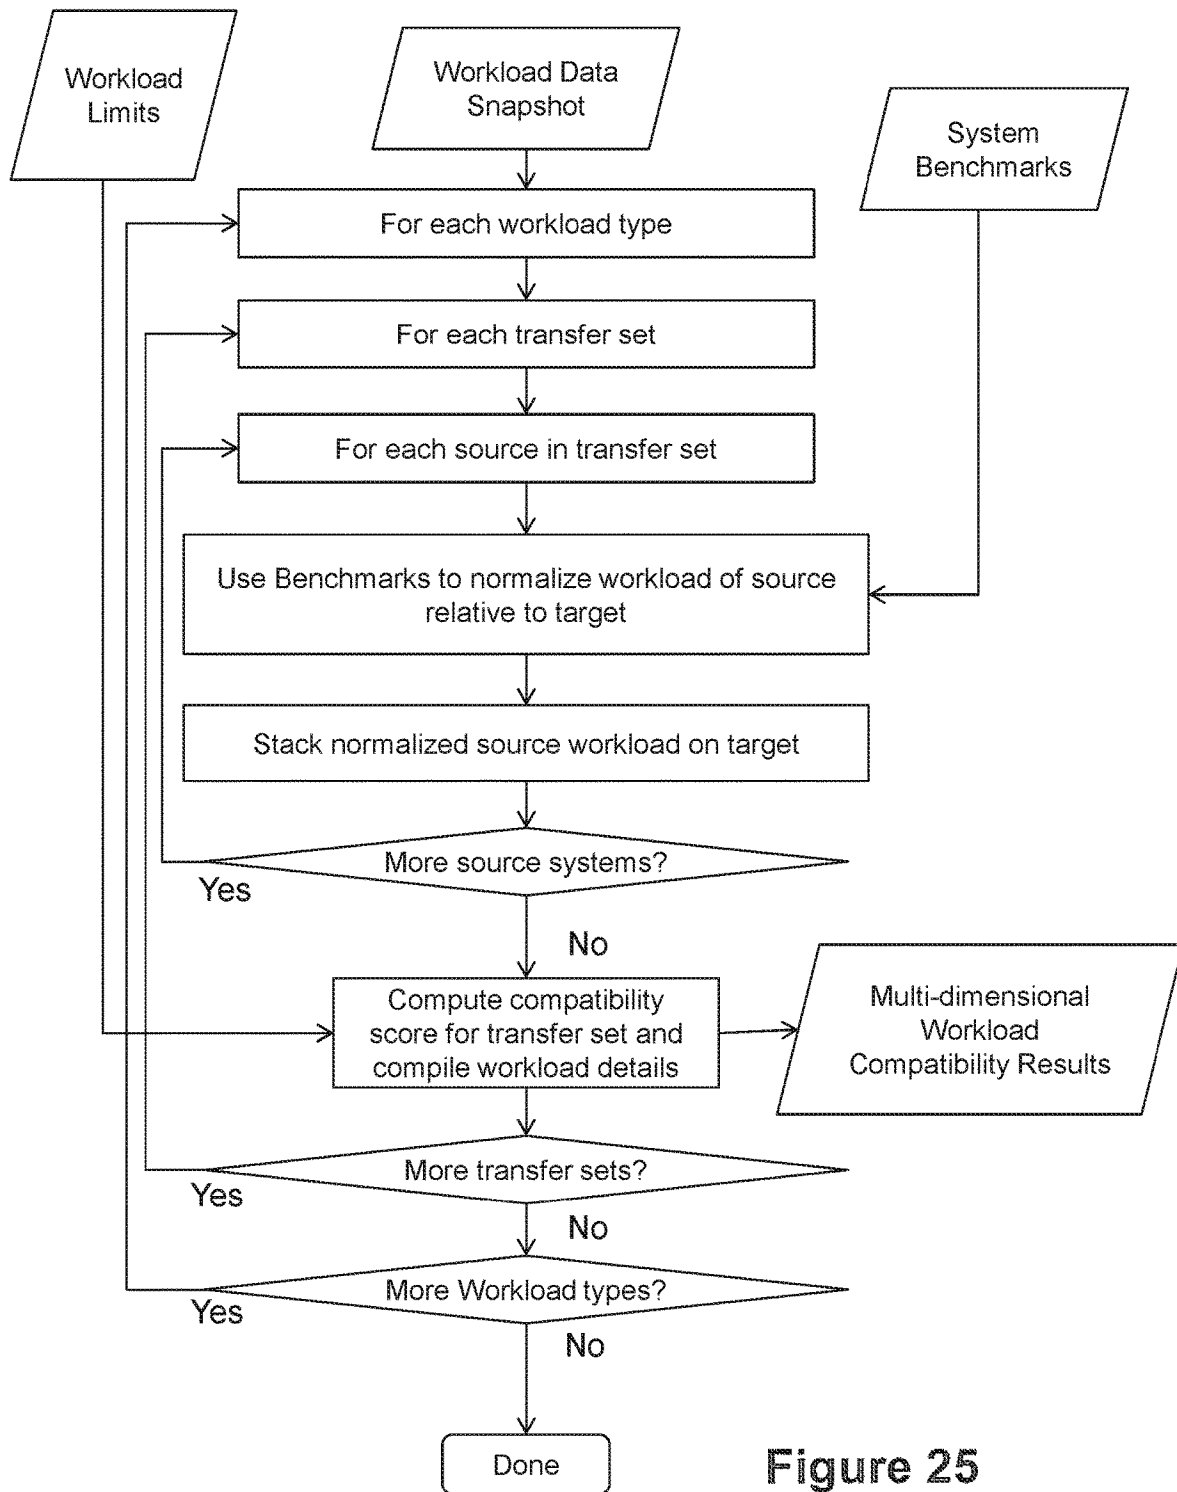 Workload
Limits
Workload Data
Snapshot
System
Benchmarks
For each workload type
For each transfer set
For each source in transfer set
Use Benchmarks to normalize workload of source
relative to target
Stack normalized source workload on target
More source systems?
Yes
No
Compute compatibility
score for transfer set and
compile workload details
Multi-dimensional
Workload
Compatibility Results
More transfer sets?
Yes
No
More Workload types?
Yes
No
Done
Figure 25